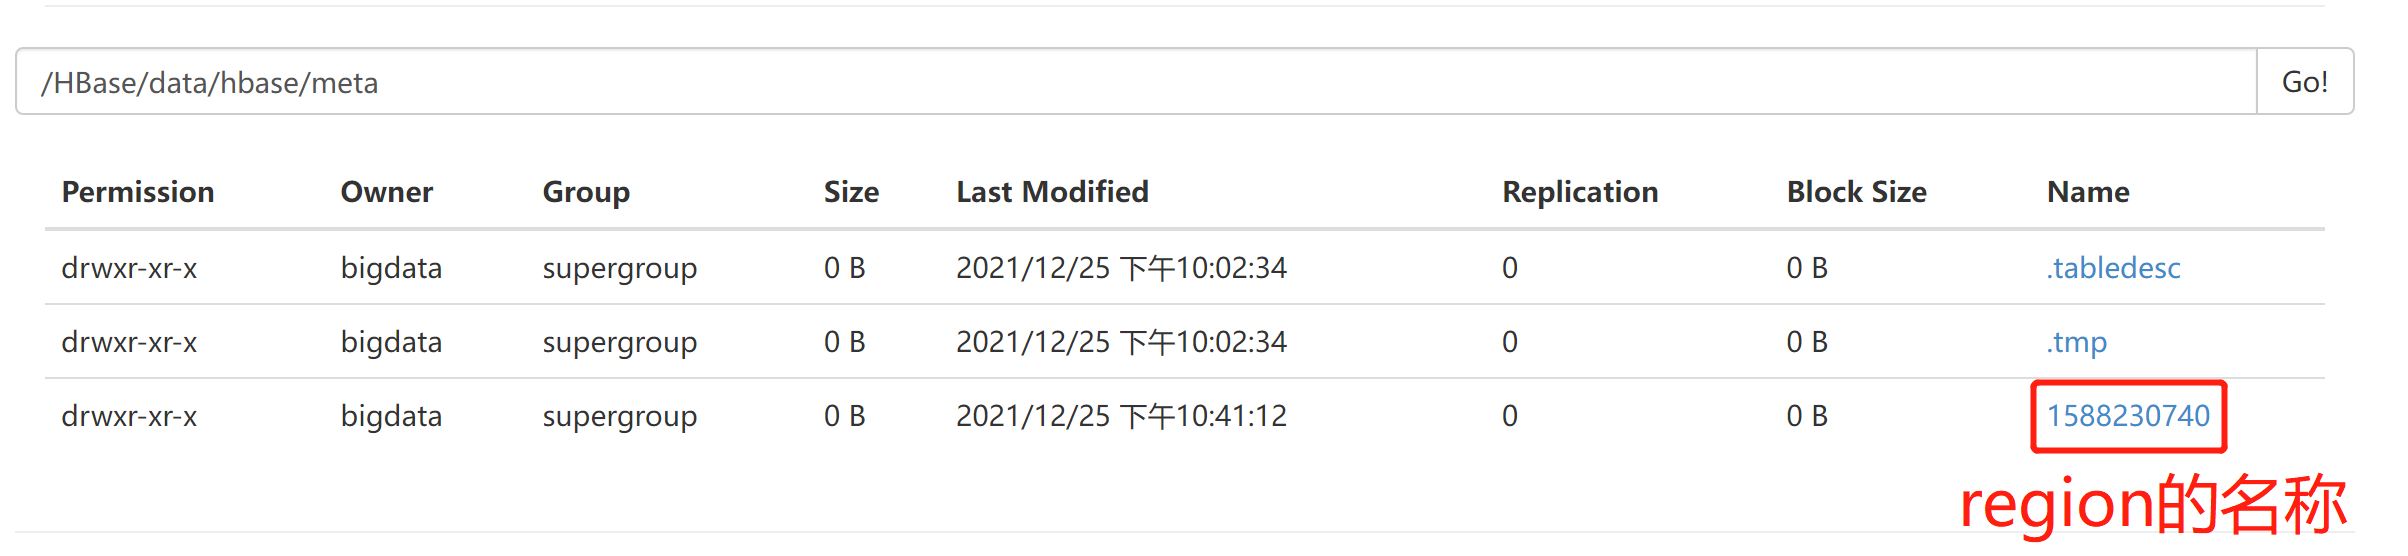 /HBase/data/hbase/meta Go!
Permission Owner Group Size Last Modified Replication Block Size Name
drwxr-xr-x bigdata supergroup 0 B 2021/12/25 下午10:02:34 0 0 B .tabledesc
drwxr-xr-x bigdata supergroup 0 B 2021/12/25 下午10:02:34 0 0 B .tmp
drwxr-xr-x bigdata supergroup 0 B 2021/12/25 下午10:41:12 0 0 B 1588230740
region的名称